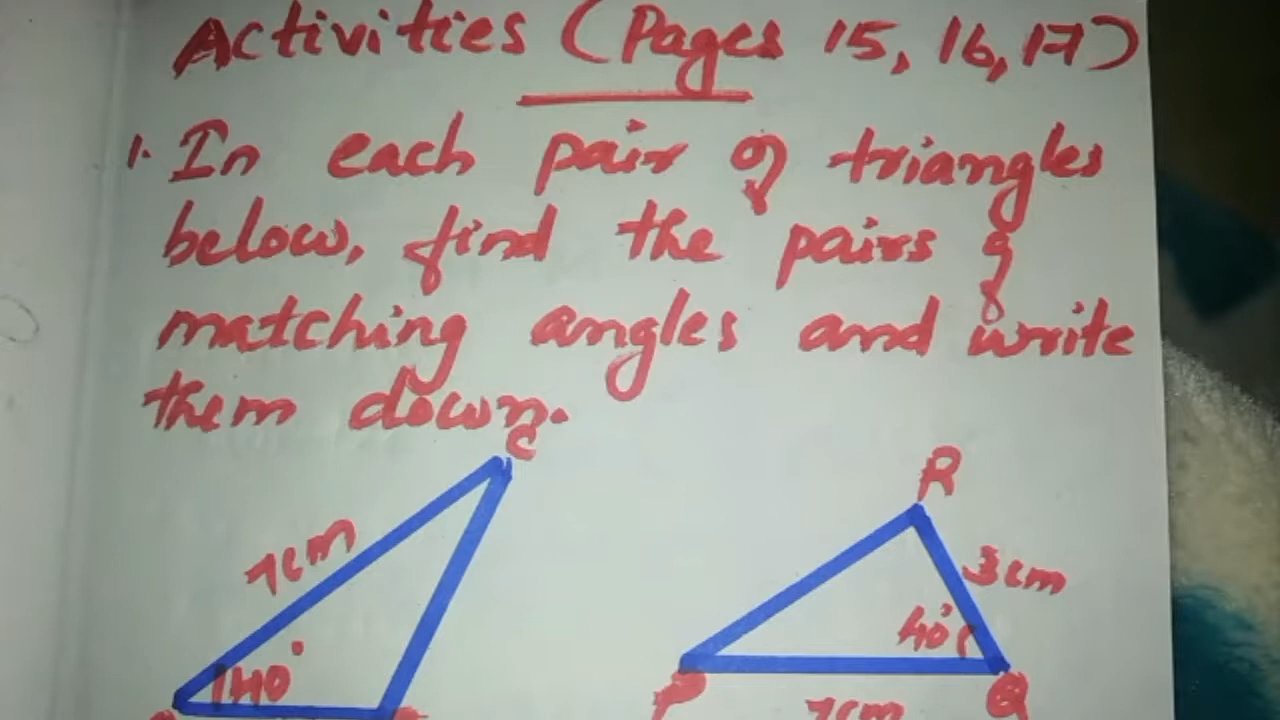 Activities (Pages 15, 16, 17)
1. In each pair of triangles
below, find the pairs of
matching angles and write
them down.
C
R
7cm
3cm
40°
40°
P
Q
7cm